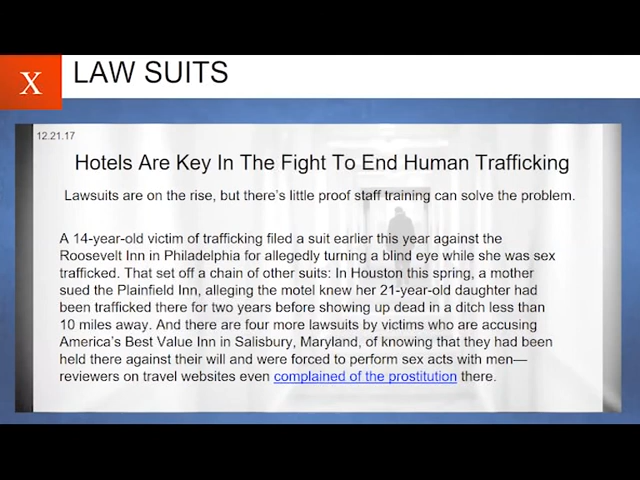 X
LAW SUITS
12.21.17
Hotels Are Key In The Fight To End Human Trafficking
Lawsuits are on the rise, but there's little proof staff training can solve the problem.
A 14-year-old victim of trafficking filed a suit earlier this year against the
Roosevelt Inn in Philadelphia for allegedly turning a blind eye while she was sex
trafficked. That set off a chain of other suits: In Houston this spring, a mother
sued the Plainfield Inn, alleging the motel knew her 21-year-old daughter had
been trafficked there for two years before showing up dead in a ditch less than
10 miles away. And there are four more lawsuits by victims who are accusing
America's Best Value Inn in Salisbury, Maryland, of knowing that they had been
held there against their will and were forced to perform sex acts with men—
reviewers on travel websites even complained of the prostitution there.